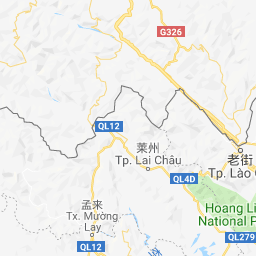 G326
QL12
莱州
Tp. Lai Châu
老街
Tp. Lào
QL4D
孟来
Tx. Mường
Lay
Hoang Li
National P
QL279
QL12